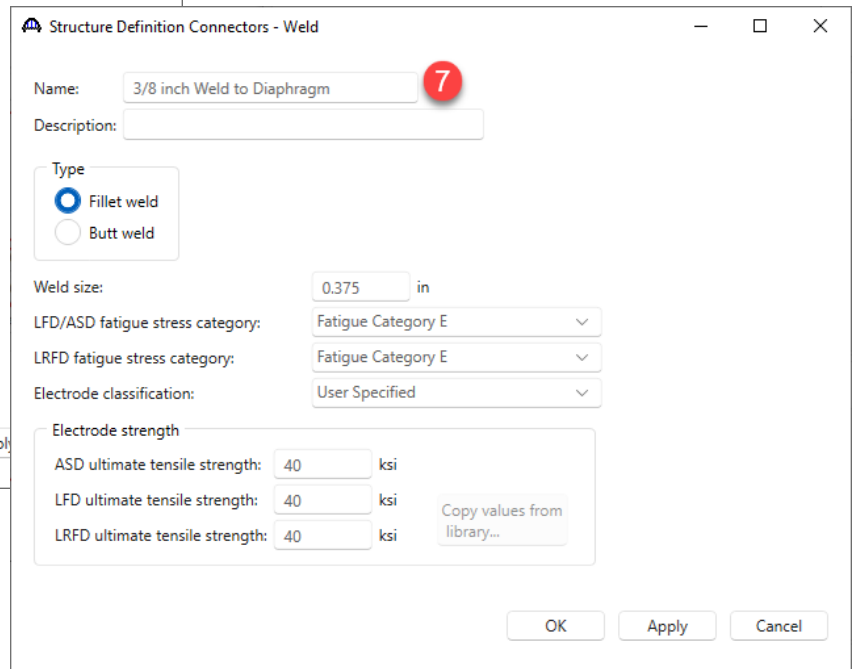 Structure Definition Connectors - Weld
Name: 3/8 inch Weld to Diaphragm 7
Description:
Type
Fillet weld
Butt weld
Weld size: 0.375 in
LFD/ASD fatigue stress category: Fatigue Category E
LRFD fatigue stress category: Fatigue Category E
Electrode classification: User Specified
Electrode strength
ASD ultimate tensile strength: 40 ksi
LFD ultimate tensile strength: 40 ksi
LRFD ultimate tensile strength: 40 ksi
Copy values from
library...
OK Apply Cancel